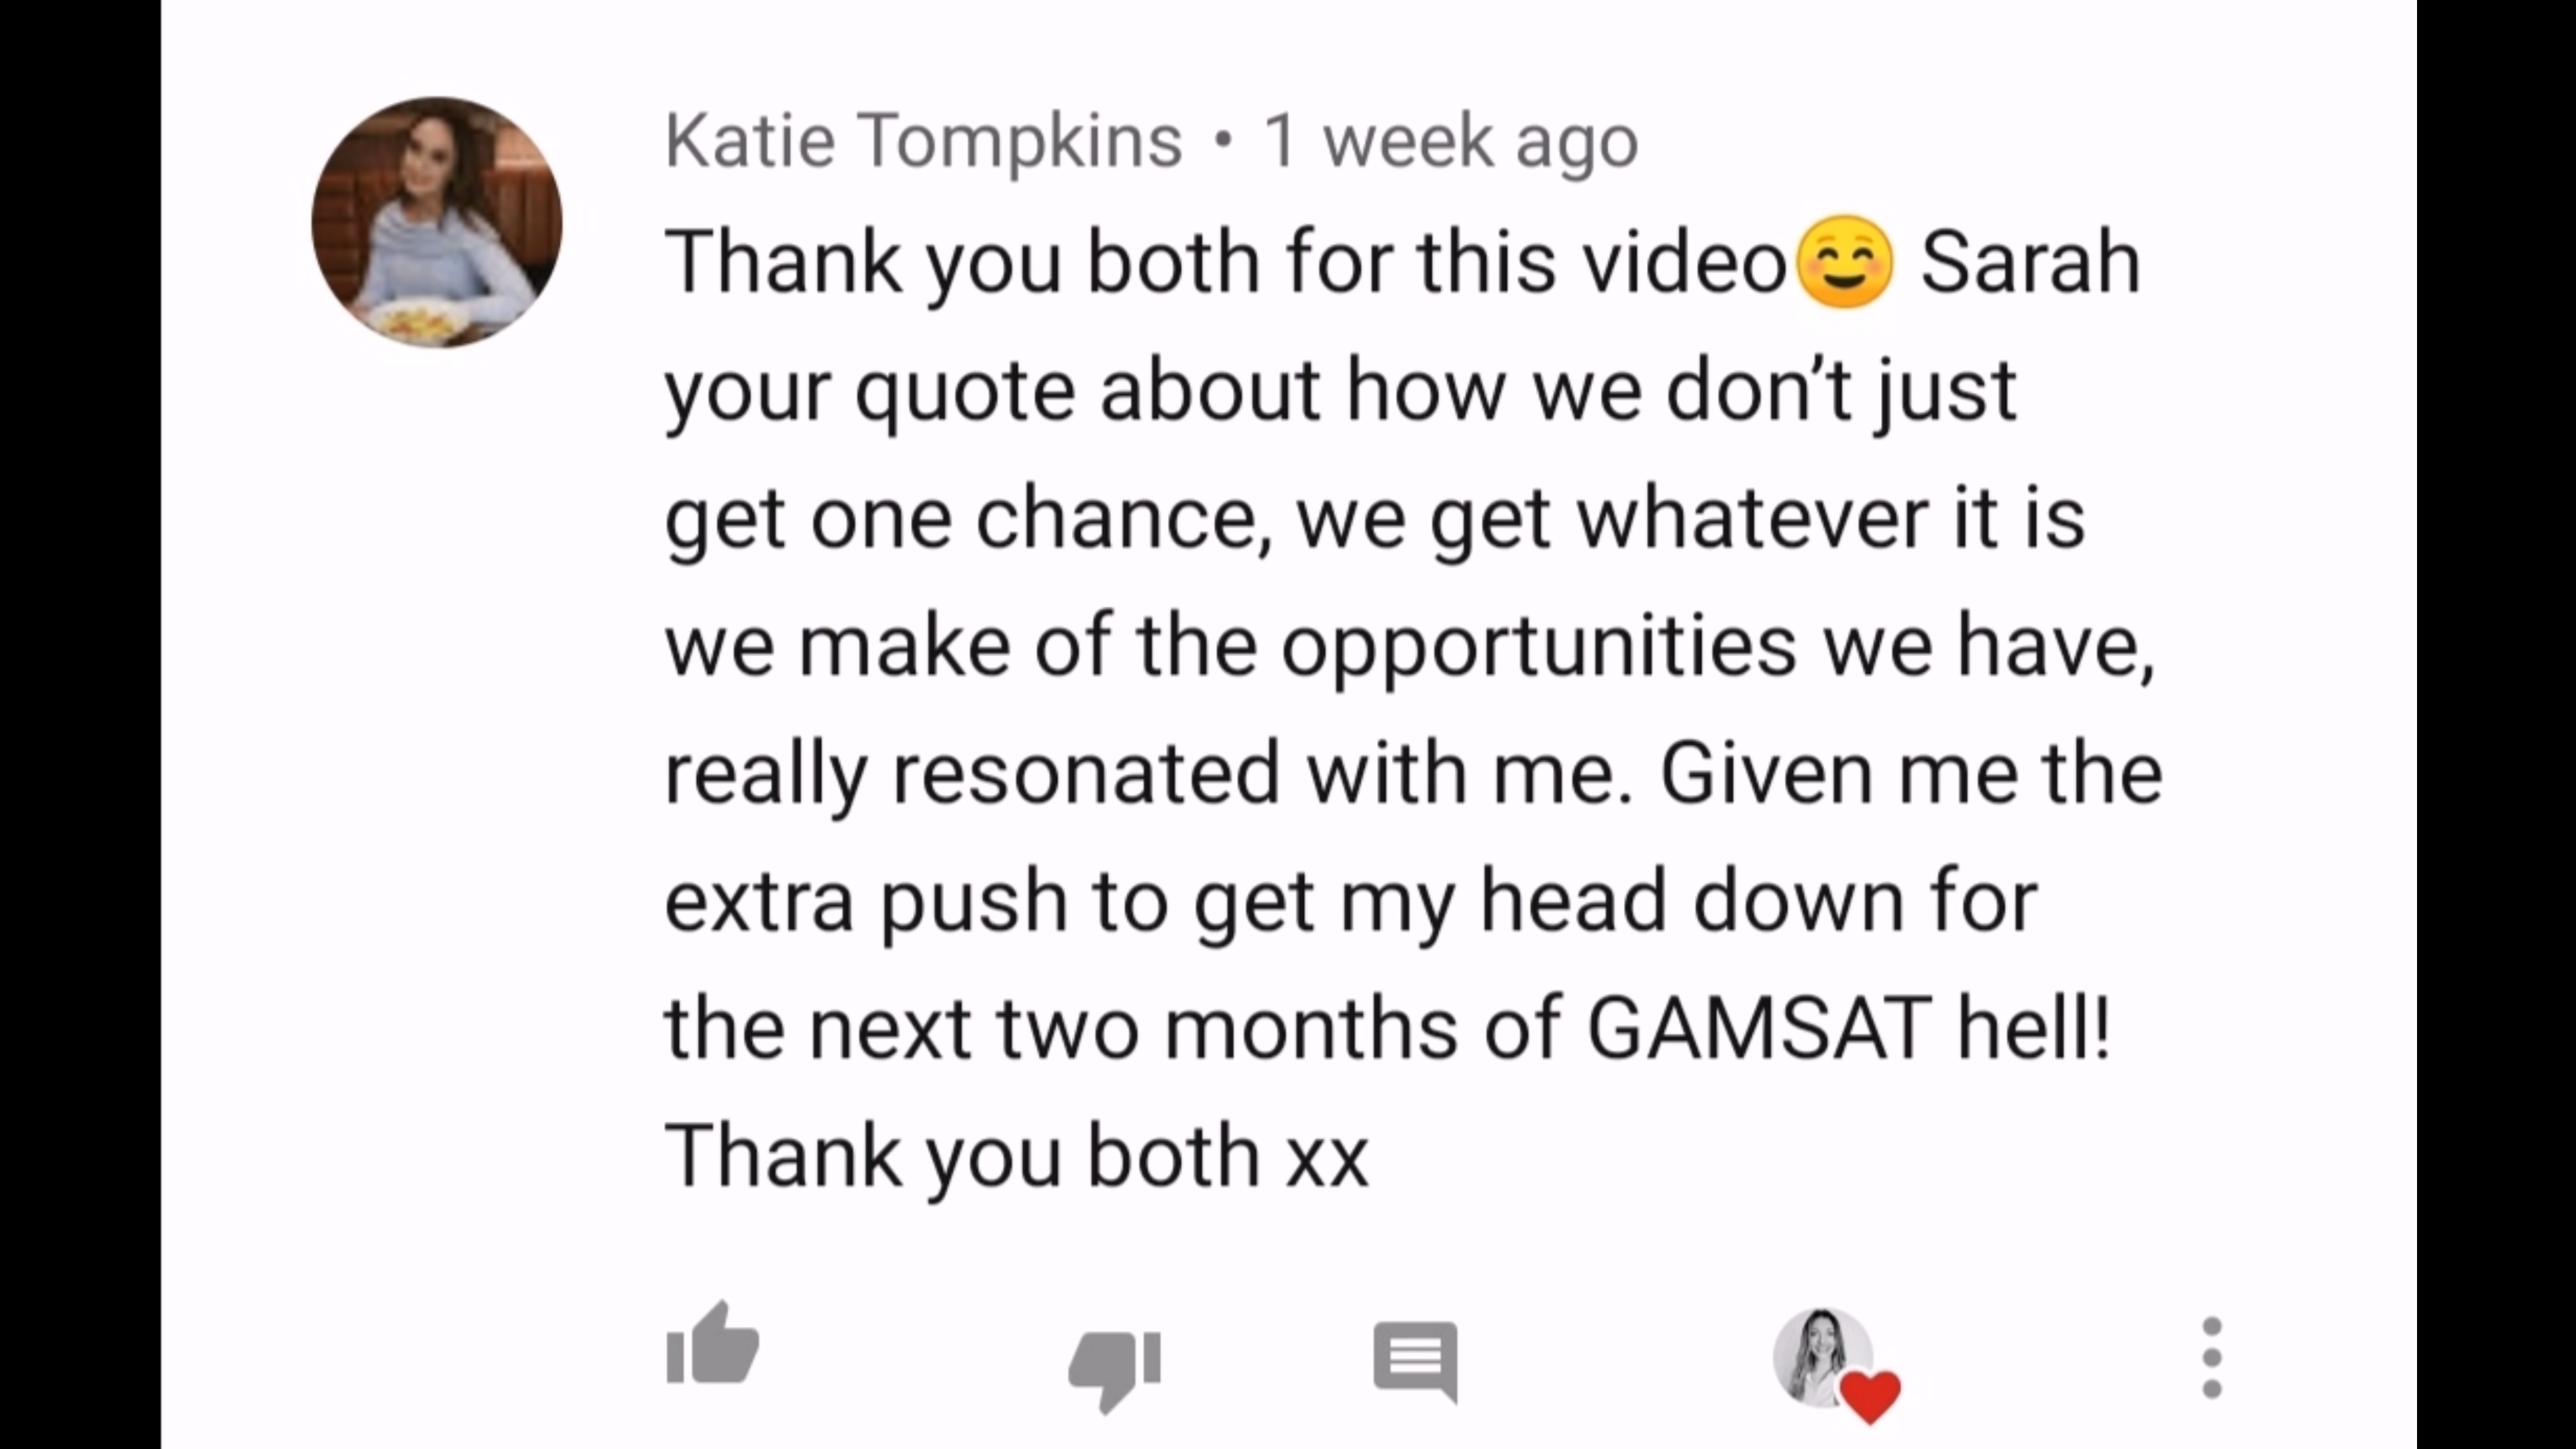 Katie Tompkins • 1 week ago
Thank you both for this video☺️ Sarah
your quote about how we don’t just
get one chance, we get whatever it is
we make of the opportunities we have,
really resonated with me. Given me the
extra push to get my head down for
the next two months of GAMSAT hell!
Thank you both xx